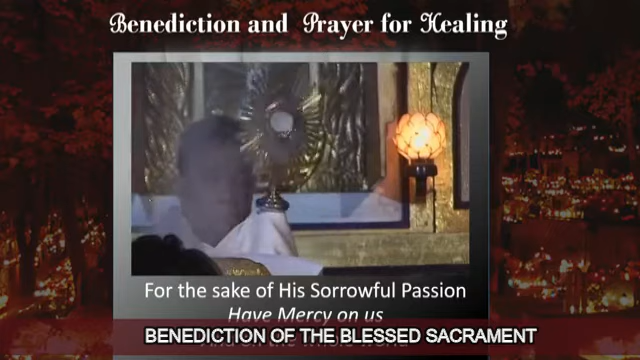 Benediction and Prayer for Healing
For the sake of His Sorrowful Passion
Have Mercy on us
BENEDICTION OF THE BLESSED SACRAMENT